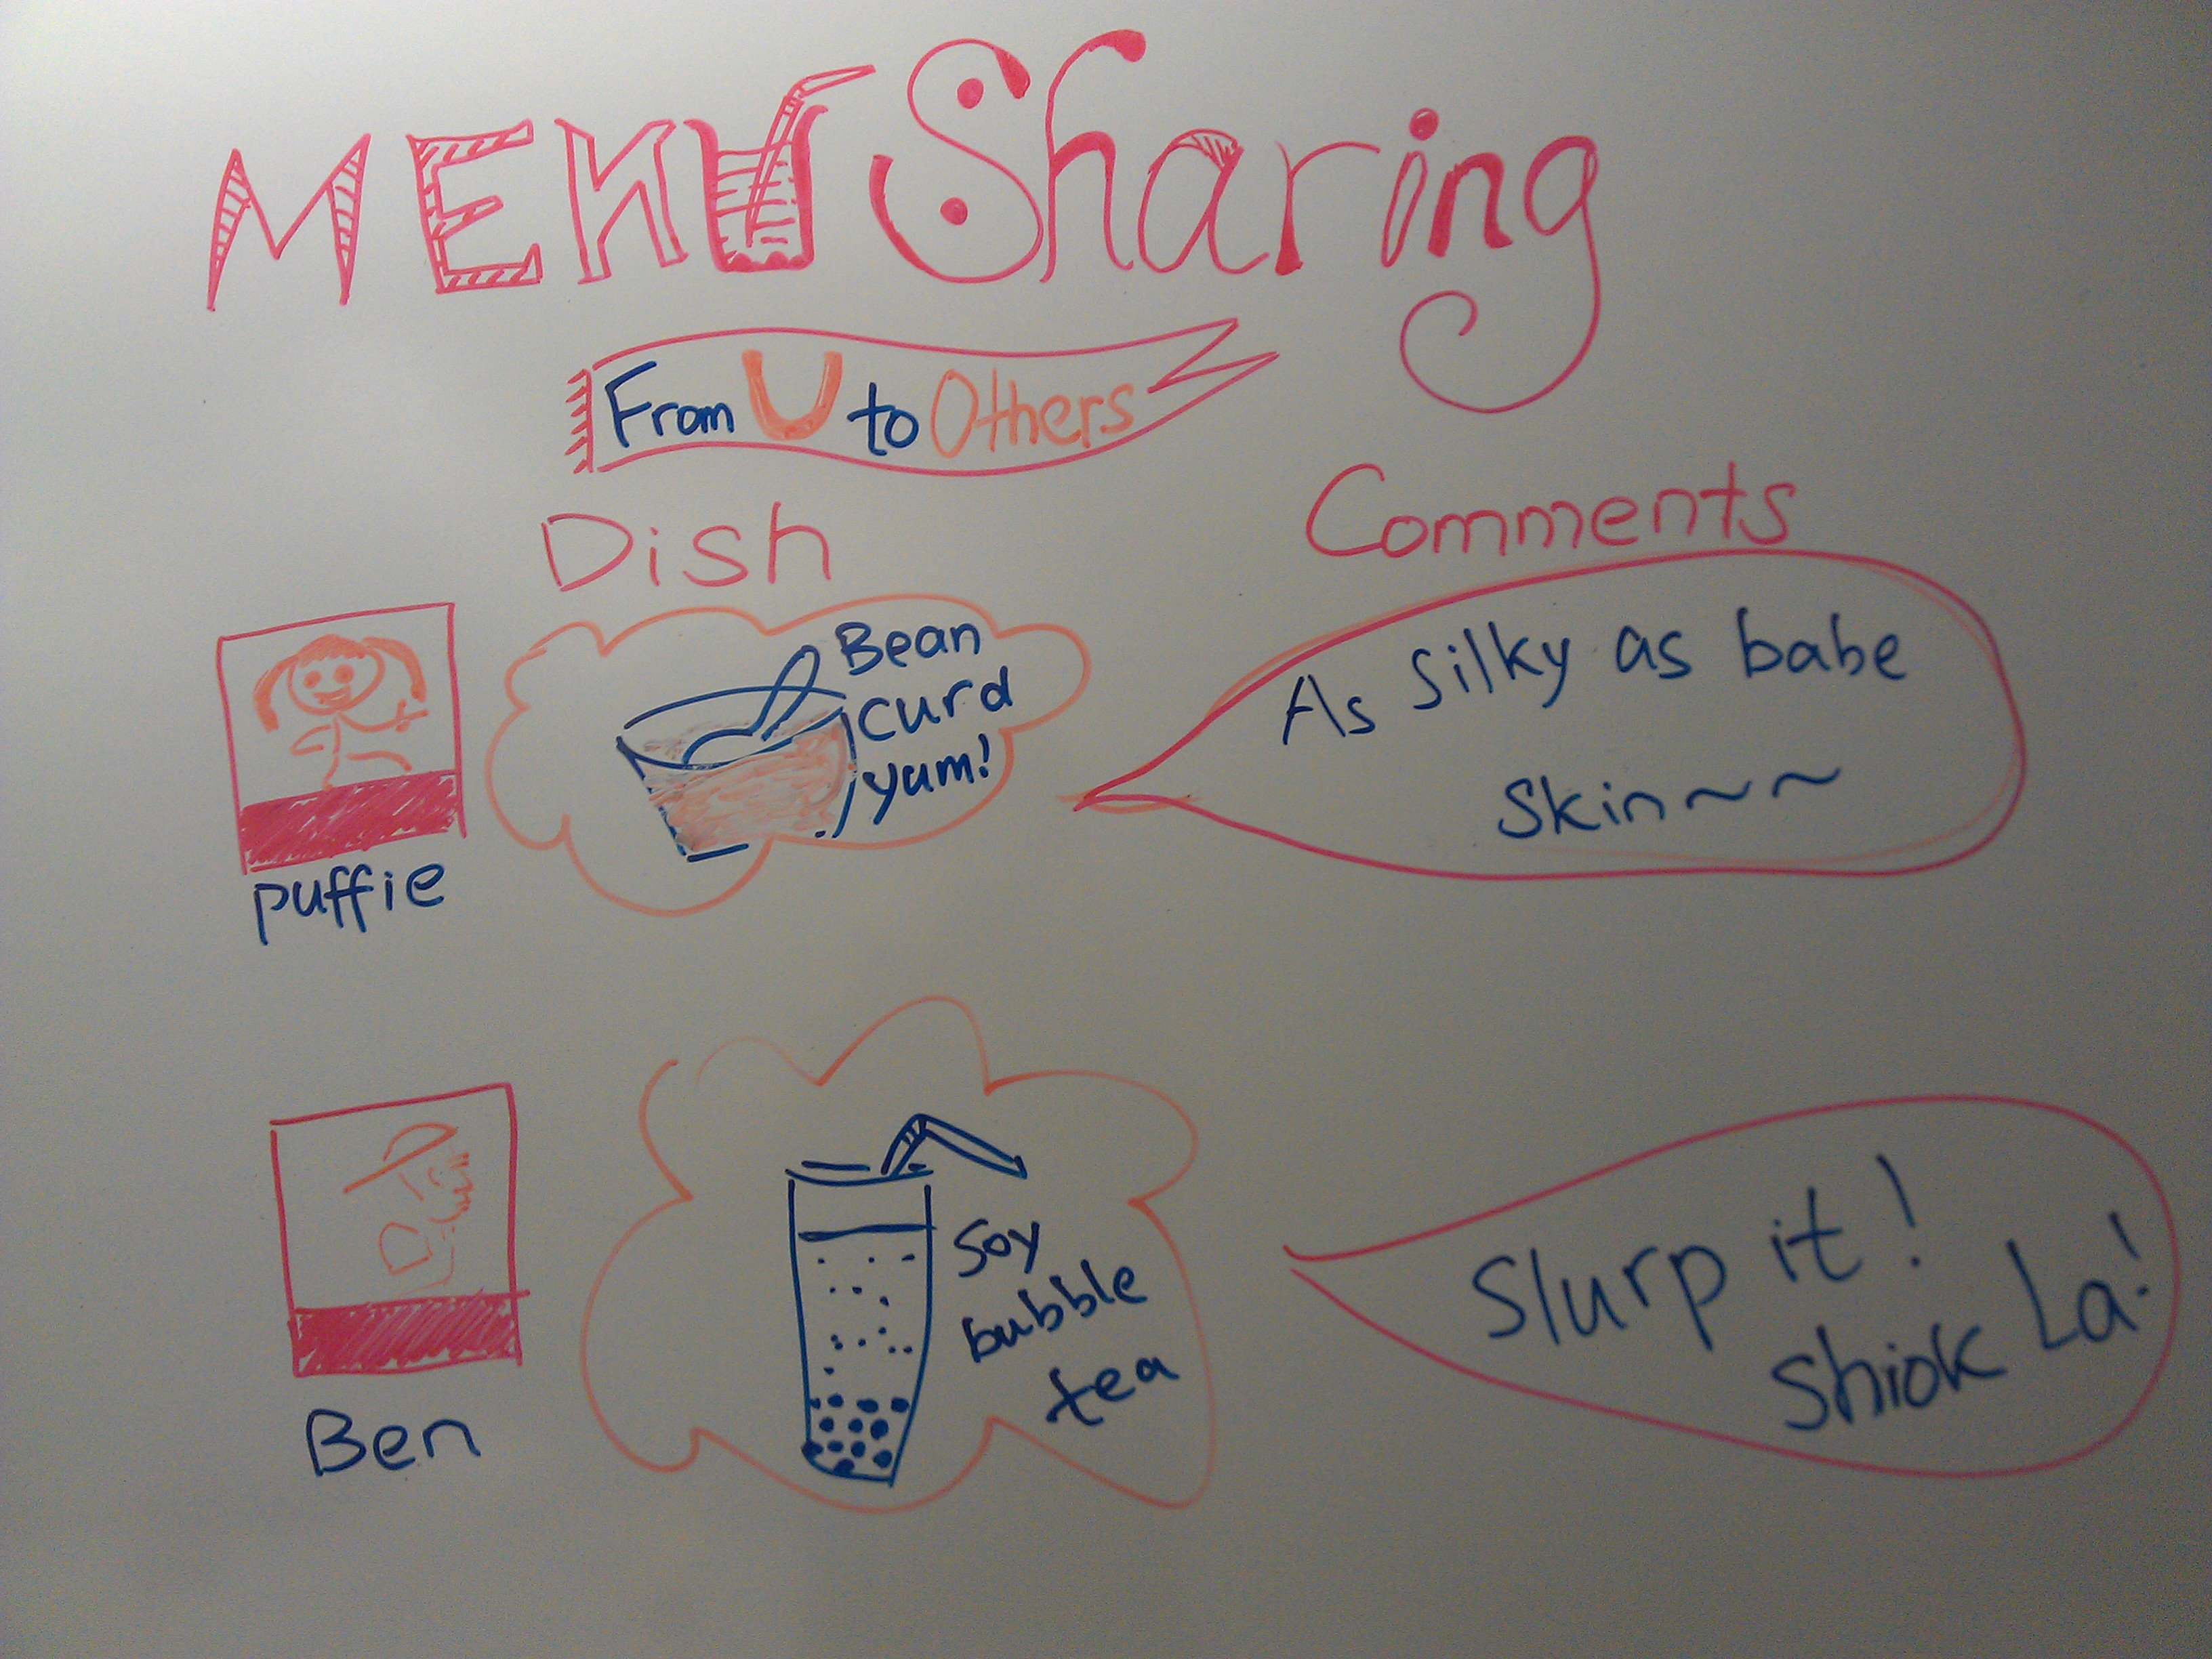 MENU Sharing
From U to Others
Dish
Comments
Bean
curd
yum!
As silky as babe
skin~~
puffie
Soy
bubble
tea
Slurp it!
Shiok La!
Ben